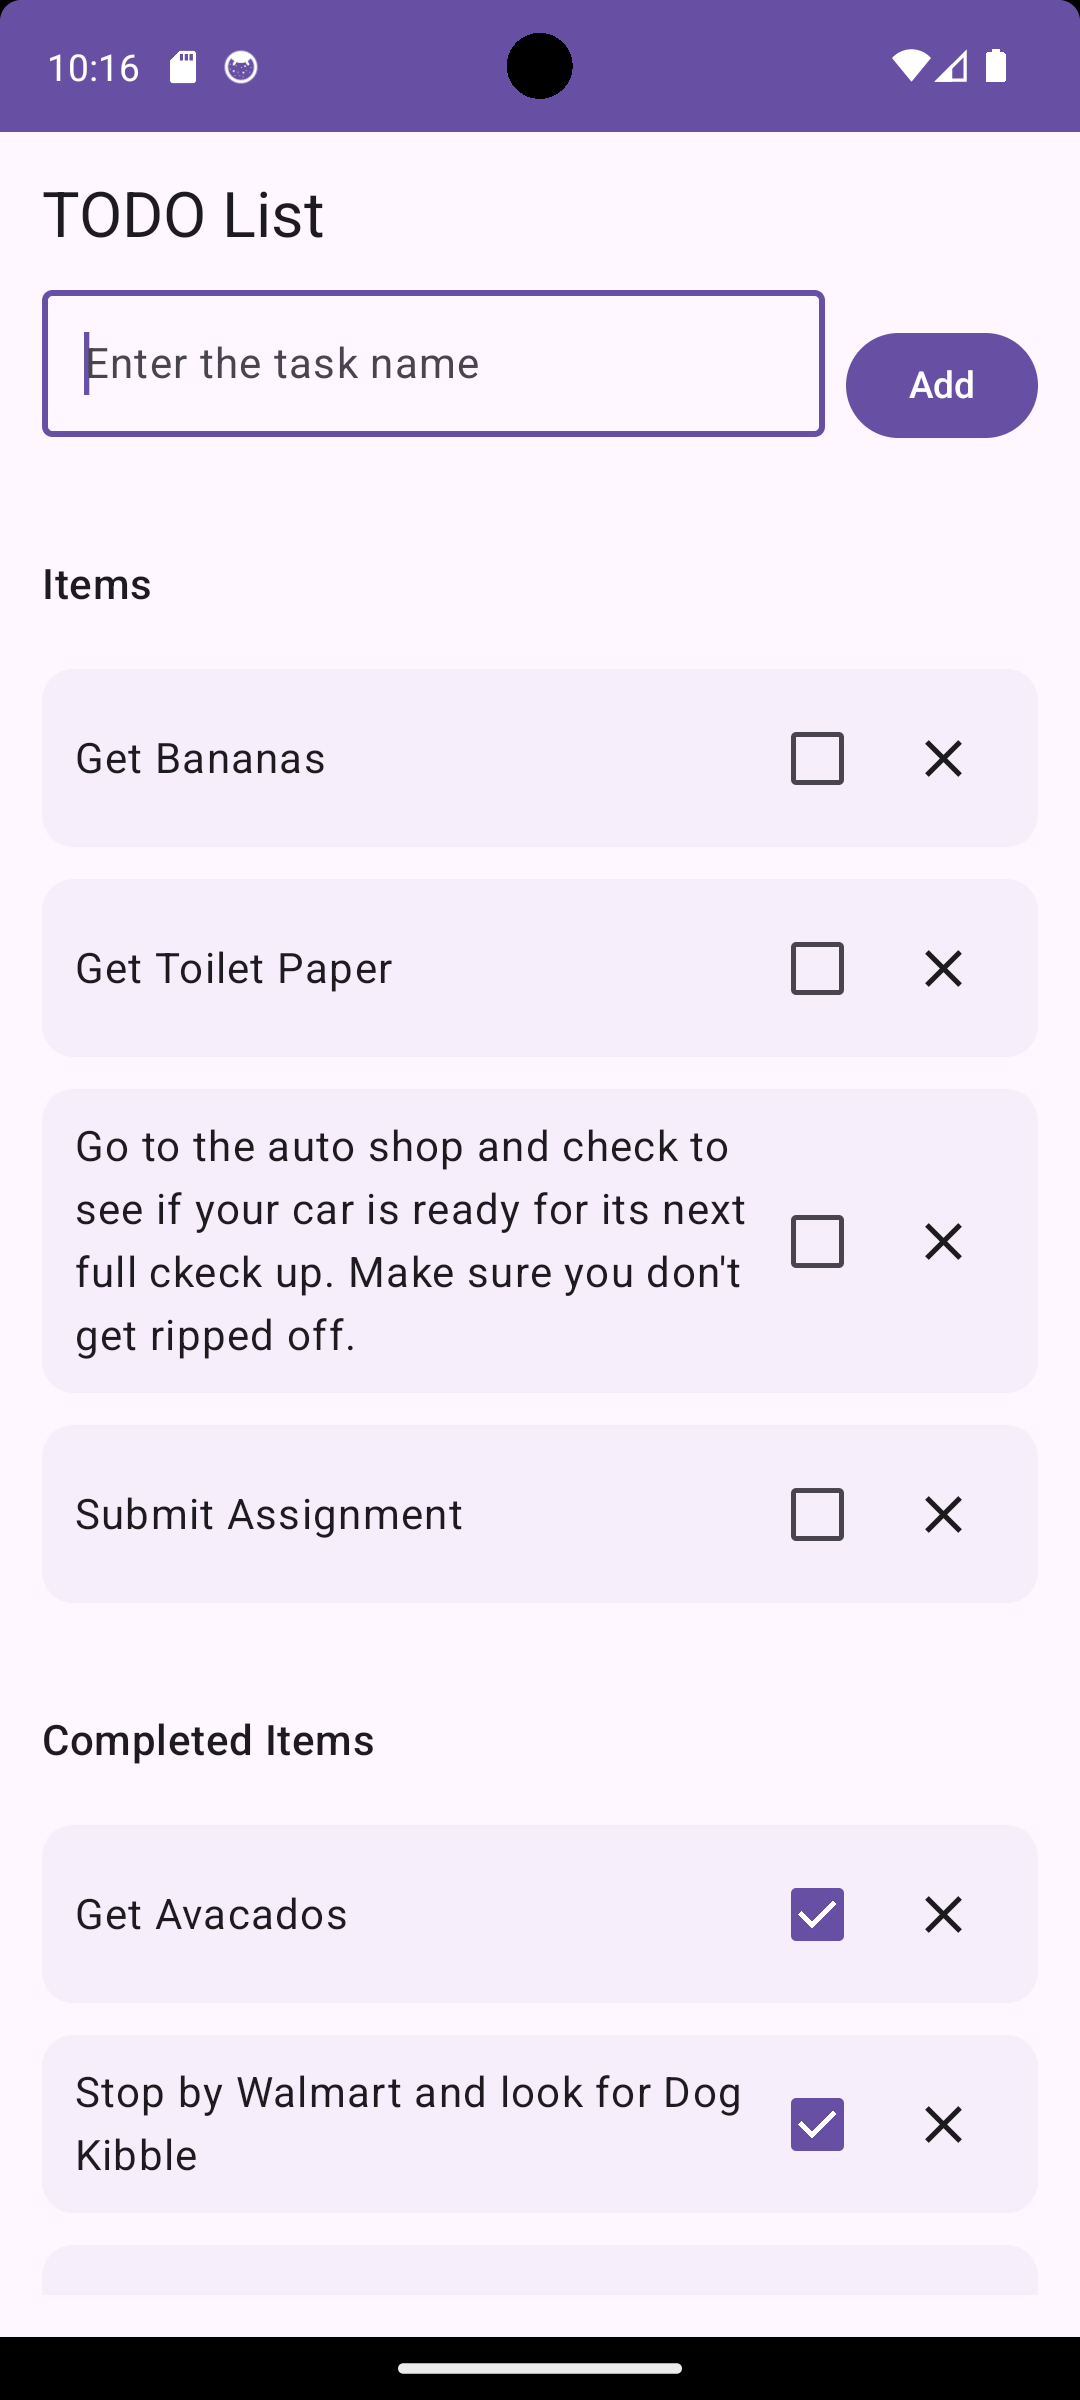 10:16
TODO List
Enter the task name
Add
Items
Get Bananas
Get Toilet Paper
Go to the auto shop and check to
see if your car is ready for its next
full ckeck up. Make sure you don't
get ripped off.
Submit Assignment
Completed Items
Get Avacados
Stop by Walmart and look for Dog
Kibble